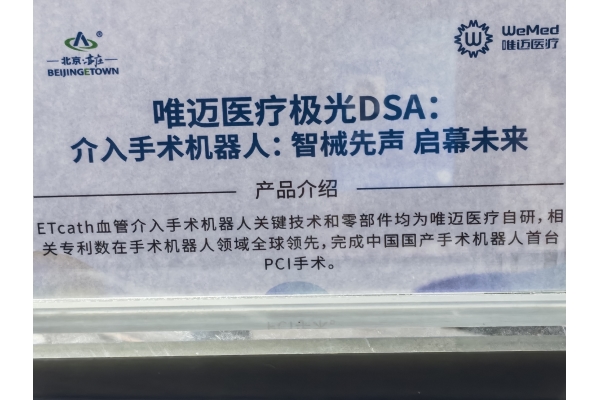 北京亦庄
BEIJINGETOWN
WeMed
唯迈医疗
唯迈医疗极光DSA：
介入手术机器人：智械先声 启幕未来
产品介绍
ETcath血管介入手术机器人关键技术和零部件均为唯迈医疗自研，相
关专利数在手术机器人领域全球领先，完成中国国产手术机器人首台
PCI手术。